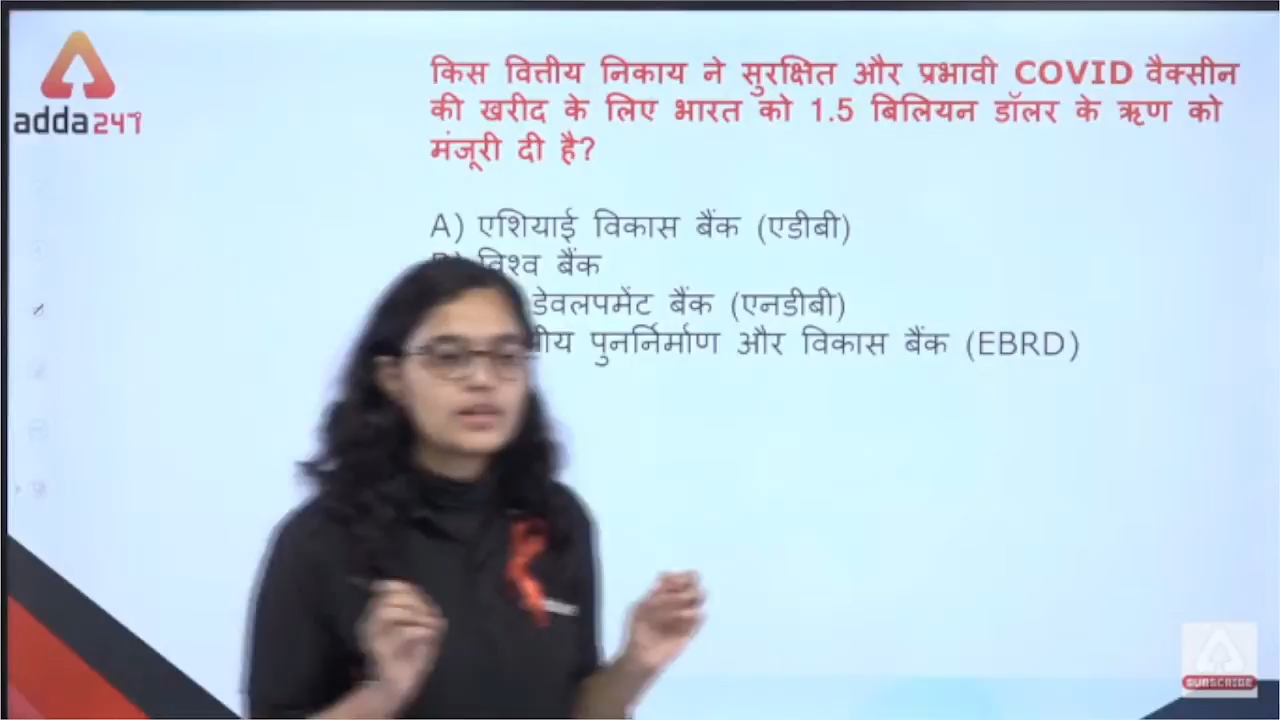 adda247
किस वित्तीय निकाय ने सुरक्षित और प्रभावी COVID वैक्सीन
की खरीद के लिए भारत को 1.5 बिलियन डॉलर के ऋण को
मंजूरी दी है?
A) एशियाई विकास बैंक (एडीबी)
विश्व बैंक
डेवलपमेंट बैंक (एनडीबी)
पुनर्निर्माण और विकास बैंक (EBRD)
SUBSCRIBE